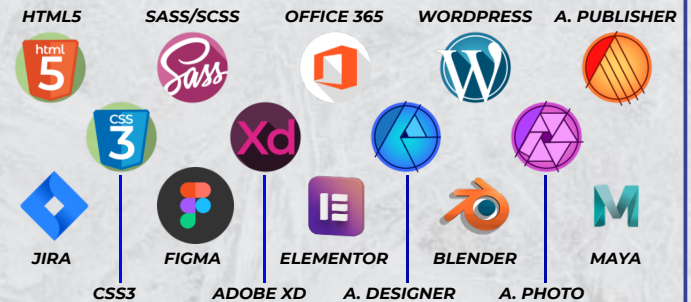 HTML5 SASS/SCSS OFFICE 365 WORDPRESS A. PUBLISHER
html
5
Sass
W
CSS
3
Xd
E
M
JIRA FIGMA ELEMENTOR BLENDER MAYA
CSS3 ADOBE XD A. DESIGNER A. PHOTO